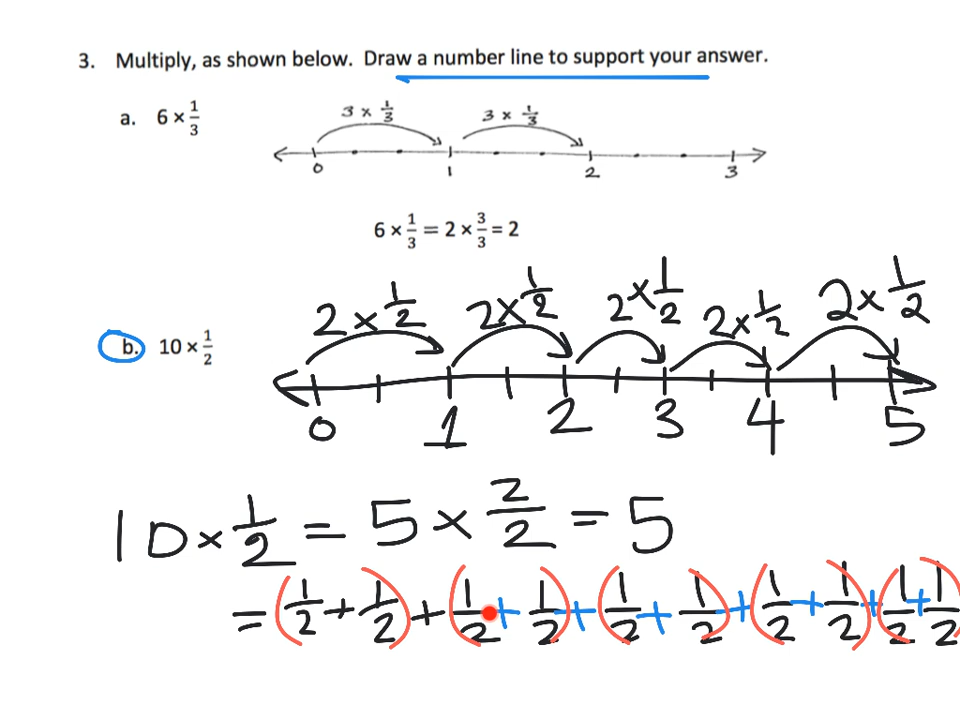 3. Multiply, as shown below. Draw a number line to support your answer.
a. 6 × 1/3
3 × 1/3 3 × 1/3
0 1 2 3
6 × 1/3 = 2 × 3/3 = 2
b. 10 × 1/2
2 × 1/2 2 × 1/2 2 × 1/2 2 × 1/2 2 × 1/2
0 1 2 3 4 5
10 × 1/2 = 5 × 2/2 = 5
= (1/2 + 1/2) + (1/2 + 1/2) + (1/2 + 1/2) + (1/2 + 1/2) + (1/2 + 1/2)